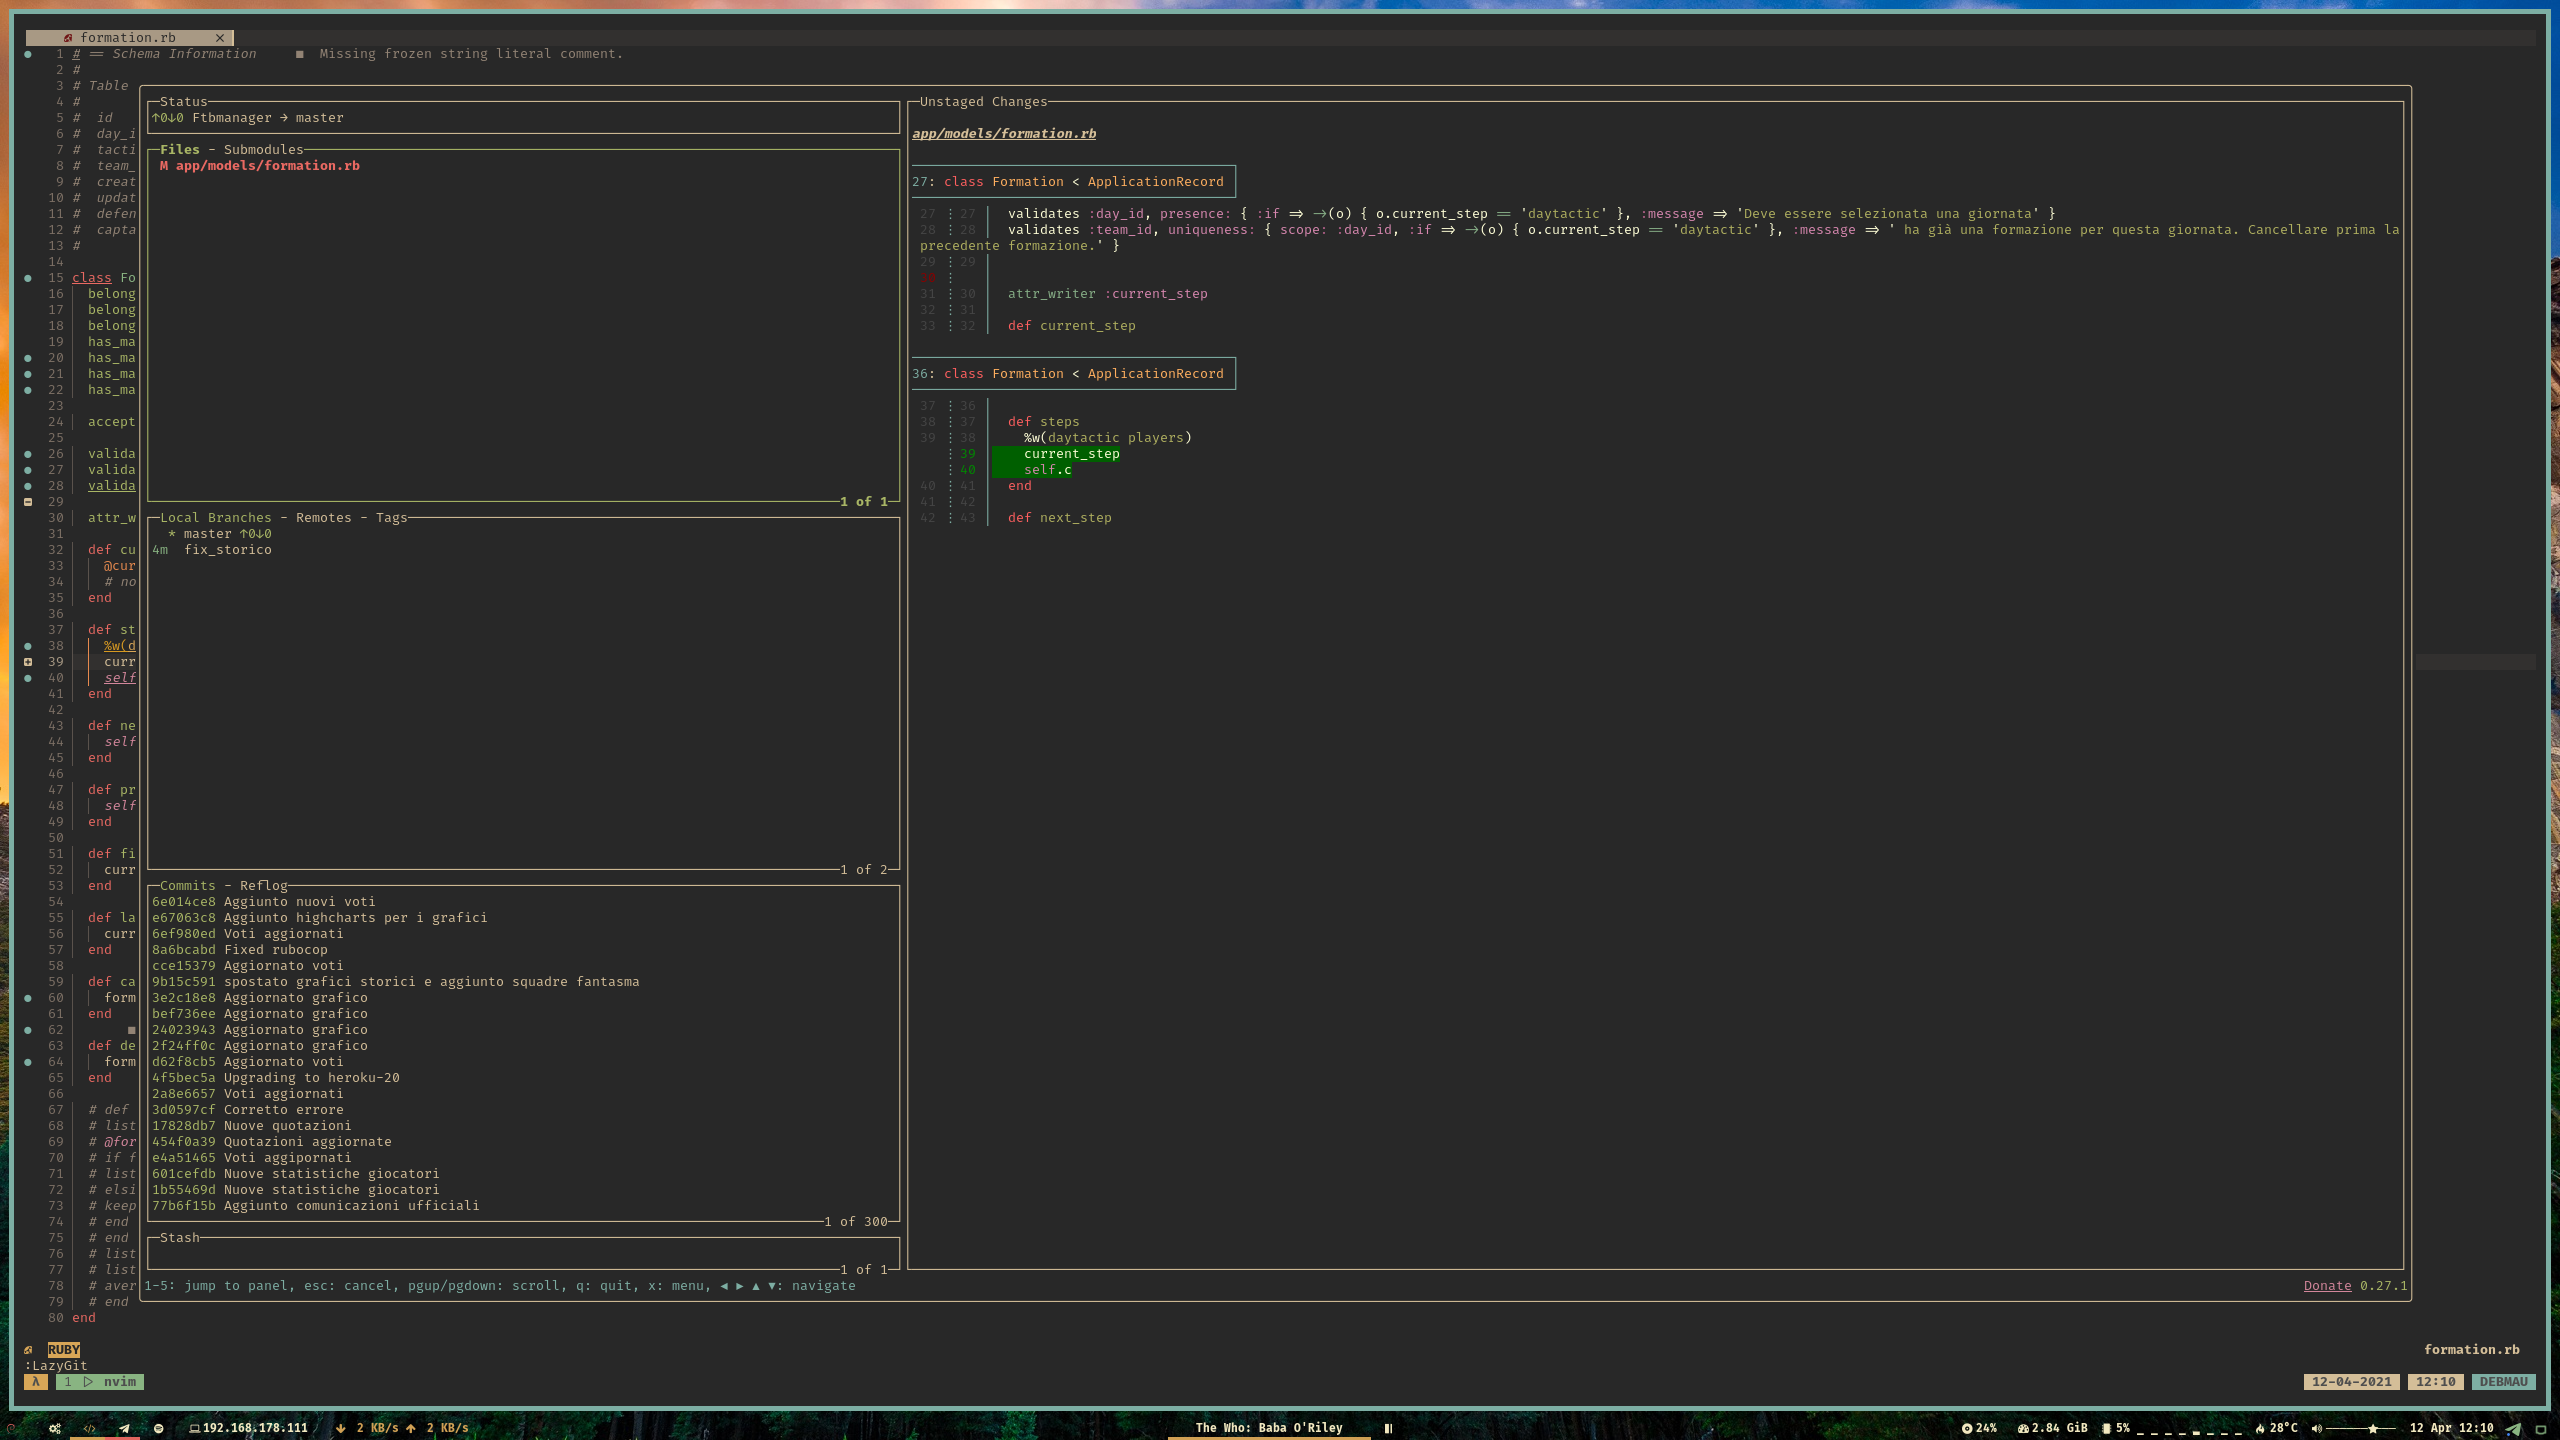 formation.rb ×
1 # == Schema Information ■ Missing frozen string literal comment.
2 #
3 # Table
4 #
5 # id
6 # day_i
7 # tacti
8 # team_
9 # creat
10 # updat
11 # defen
12 # capta
13 #
14
15 class Fo
16 belong
17 belong
18 belong
19 has_ma
20 has_ma
21 has_ma
22 has_ma
23
24 accept
25
26 valida
27 valida
28 valida
29
30 attr_w
31
32 def cu
33 @cur
34 # no
35 end
36
37 def st
38 %w(d
39 curr
40 self
41 end
42
43 def ne
44 self
45 end
46
47 def pr
48 self
49 end
50
51 def fi
52 curr
53 end
54
55 def la
56 curr
57 end
58
59 def ca
60 form
61 end
62 ■
63 def de
64 form
65 end
66
67 # def
68 # list
69 # @for
70 # if f
71 # list
72 # elsi
73 # keep
74 # end
75 # end
76 # list
77 # list
78 # aver
79 # end
80 end
Status
↑0↓0 Ftbmanager → master
Files - Submodules
M app/models/formation.rb
1 of 1
Local Branches - Remotes - Tags
* master ↑0↓0
4m fix_storico
1 of 2
Commits - Reflog
6e014ce8 Aggiunto nuovi voti
e67063c8 Aggiunto highcharts per i grafici
6ef980ed Voti aggiornati
8a6bcabd Fixed rubocop
cce15379 Aggiornato voti
9b15c591 spostato grafici storici e aggiunto squadre fantasma
3e2c18e8 Aggiornato grafico
bef736ee Aggiornato grafico
24023943 Aggiornato grafico
2f24ff0c Aggiornato grafico
d62f8cb5 Aggiornato voti
4f5bec5a Upgrading to heroku-20
2a8e6657 Voti aggiornati
3d0597cf Corretto errore
17828db7 Nuove quotazioni
454f0a39 Quotazioni aggiornate
e4a51465 Voti aggipornati
601cefdb Nuove statistiche giocatori
1b55469d Nuove statistiche giocatori
77b6f15b Aggiunto comunicazioni ufficiali
1 of 300
Stash
1 of 1
Unstaged Changes
app/models/formation.rb
27: class Formation < ApplicationRecord
27 ⋮ 27 │ validates :day_id, presence: { :if => ->(o) { o.current_step == 'daytactic' }, :message => 'Deve essere selezionata una giornata' }
28 ⋮ 28 │ validates :team_id, uniqueness: { scope: :day_id, :if => ->(o) { o.current_step == 'daytactic' }, :message => ' ha già una formazione per questa giornata. Cancellare prima la
precedente formazione.' }
29 ⋮ 29 │
30 ⋮ │
31 ⋮ 30 │ attr_writer :current_step
32 ⋮ 31 │
33 ⋮ 32 │ def current_step
36: class Formation < ApplicationRecord
37 ⋮ 36 │
38 ⋮ 37 │ def steps
39 ⋮ 38 │ %w(daytactic players)
⋮ 39 │ current_step
⋮ 40 │ self.c
40 ⋮ 41 │ end
41 ⋮ 42 │
42 ⋮ 43 │ def next_step
1-5: jump to panel, esc: cancel, pgup/pgdown: scroll, q: quit, x: menu, ◄ ► ▲ ▼: navigate
Donate 0.27.1
RUBY formation.rb
:LazyGit
λ 1 ▷ nvim 12-04-2021 12:10 DEBMAU
192.168.178.111 ↓ 2 KB/s ↑ 2 KB/s The Who: Baba O'Riley 24% 2.84 GiB 5% 28°C 12 Apr 12:10